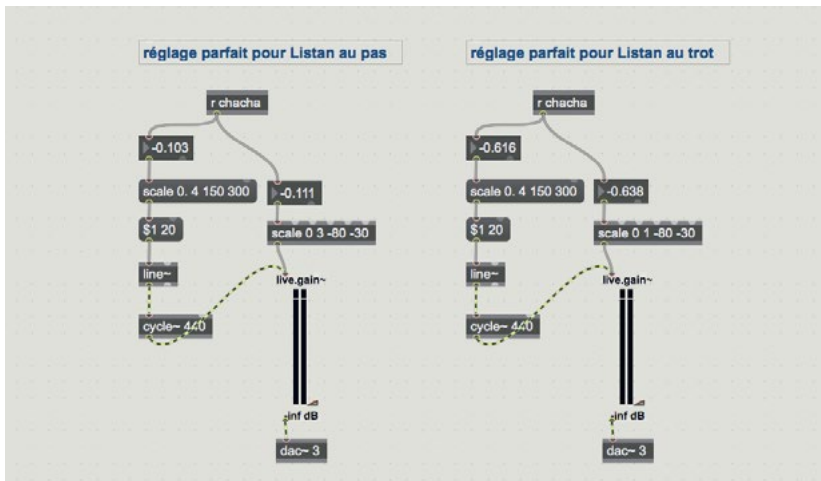 réglage parfait pour Listan au pas
r chacha
-0.103
scale 0. 4 150 300
-0.111
$1 20
scale 0 3 -80 -30
line~
live.gain~
cycle~ 440
-inf dB
dac~ 3
réglage parfait pour Listan au trot
r chacha
-0.616
scale 0. 4 150 300
-0.638
$1 20
scale 0 1 -80 -30
line~
live.gain~
cycle~ 440
-inf dB
dac~ 3